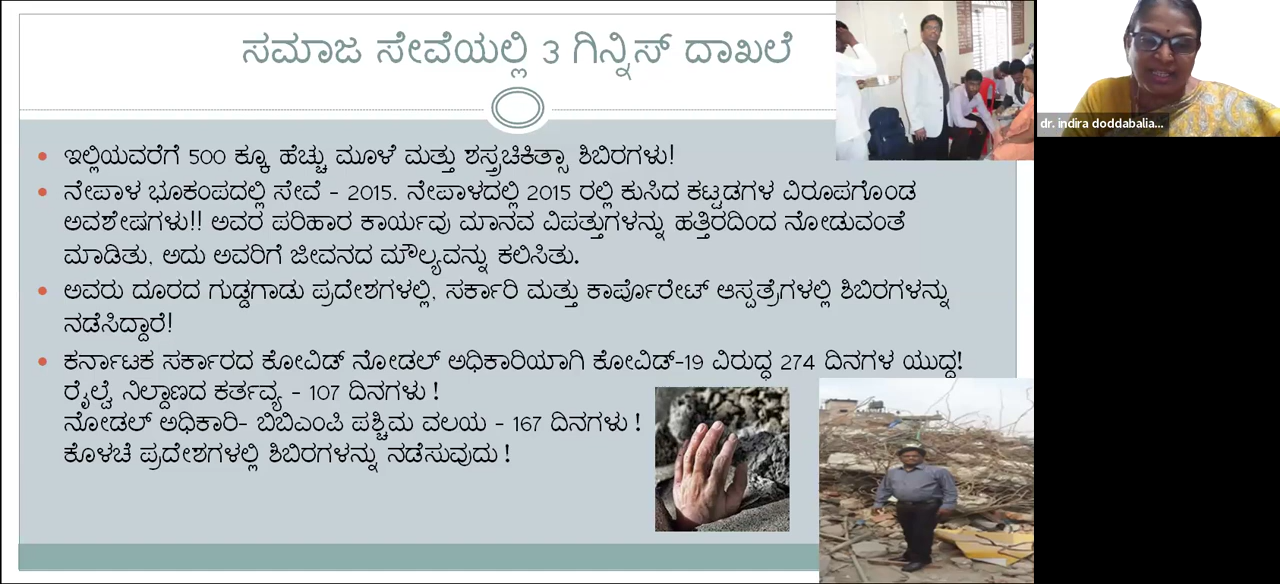 ಸಮಾಜ ಸೇವೆಯಲ್ಲಿ 3 ಗಿನ್ನಿಸ್ ದಾಖಲೆ
dr. indira doddabalia...
ಇಲ್ಲಿಯವರೆಗೆ 500 ಕ್ಕೂ ಹೆಚ್ಚು ಮೂಳೆ ಮತ್ತು ಶಸ್ತ್ರಚಿಕಿತ್ಸಾ ಶಿಬಿರಗಳು!
ನೇಪಾಳ ಭೂಕಂಪದಲ್ಲಿ ಸೇವೆ - 2015. ನೇಪಾಳದಲ್ಲಿ 2015 ರಲ್ಲಿ ಕುಸಿದ ಕಟ್ಟಡಗಳ ವಿರೂಪಗೊಂಡ
ಅವಶೇಷಗಳು!! ಅವರ ಪರಿಹಾರ ಕಾರ್ಯವು ಮಾನವ ವಿಪತ್ತುಗಳನ್ನು ಹತ್ತಿರದಿಂದ ನೋಡುವಂತೆ
ಮಾಡಿತು, ಅದು ಅವರಿಗೆ ಜೀವನದ ಮೌಲ್ಯವನ್ನು ಕಲಿಸಿತು.
ಅವರು ದೂರದ ಗುಡ್ಡಗಾಡು ಪ್ರದೇಶಗಳಲ್ಲಿ, ಸರ್ಕಾರಿ ಮತ್ತು ಕಾರ್ಪೊರೇಟ್ ಆಸ್ಪತ್ರೆಗಳಲ್ಲಿ ಶಿಬಿರಗಳನ್ನು
ನಡೆಸಿದ್ದಾರೆ!
ಕರ್ನಾಟಕ ಸರ್ಕಾರದ ಕೋವಿಡ್ ನೋಡಲ್ ಅಧಿಕಾರಿಯಾಗಿ ಕೋವಿಡ್-19 ವಿರುದ್ಧ 274 ದಿನಗಳ ಯುದ್ಧ!
ರೈಲ್ವೆ ನಿಲ್ದಾಣದ ಕರ್ತವ್ಯ - 107 ದಿನಗಳು !
ನೋಡಲ್ ಅಧಿಕಾರಿ- ಬಿಬಿಎಂಪಿ ಪಶ್ಚಿಮ ವಲಯ - 167 ದಿನಗಳು !
ಕೊಳಚೆ ಪ್ರದೇಶಗಳಲ್ಲಿ ಶಿಬಿರಗಳನ್ನು ನಡೆಸುವುದು !